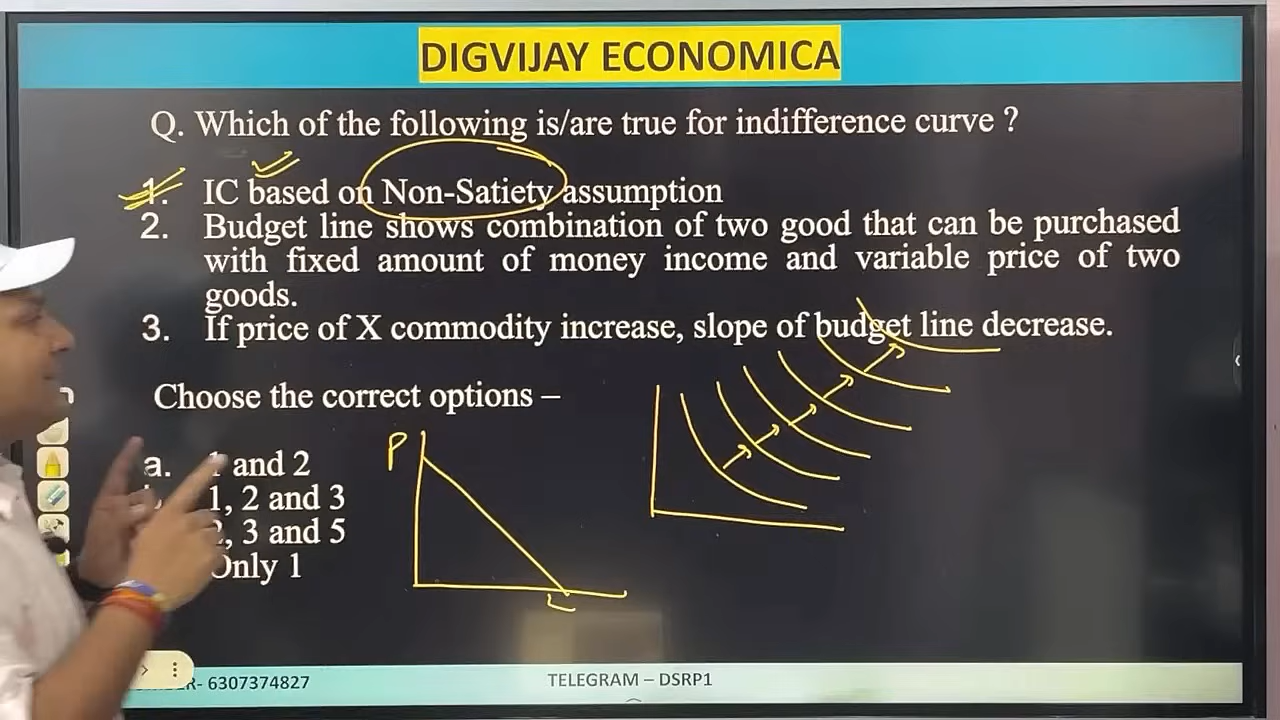 DIGVIJAY ECONOMICA
Q. Which of the following is/are true for indifference curve ?
1. IC based on Non-Satiety assumption
2. Budget line shows combination of two good that can be purchased
with fixed amount of money income and variable price of two
goods.
3. If price of X commodity increase, slope of budget line decrease.
Choose the correct options –
P
a. 1 and 2
1, 2 and 3
2, 3 and 5
Only 1
R- 6307374827
TELEGRAM – DSRP1